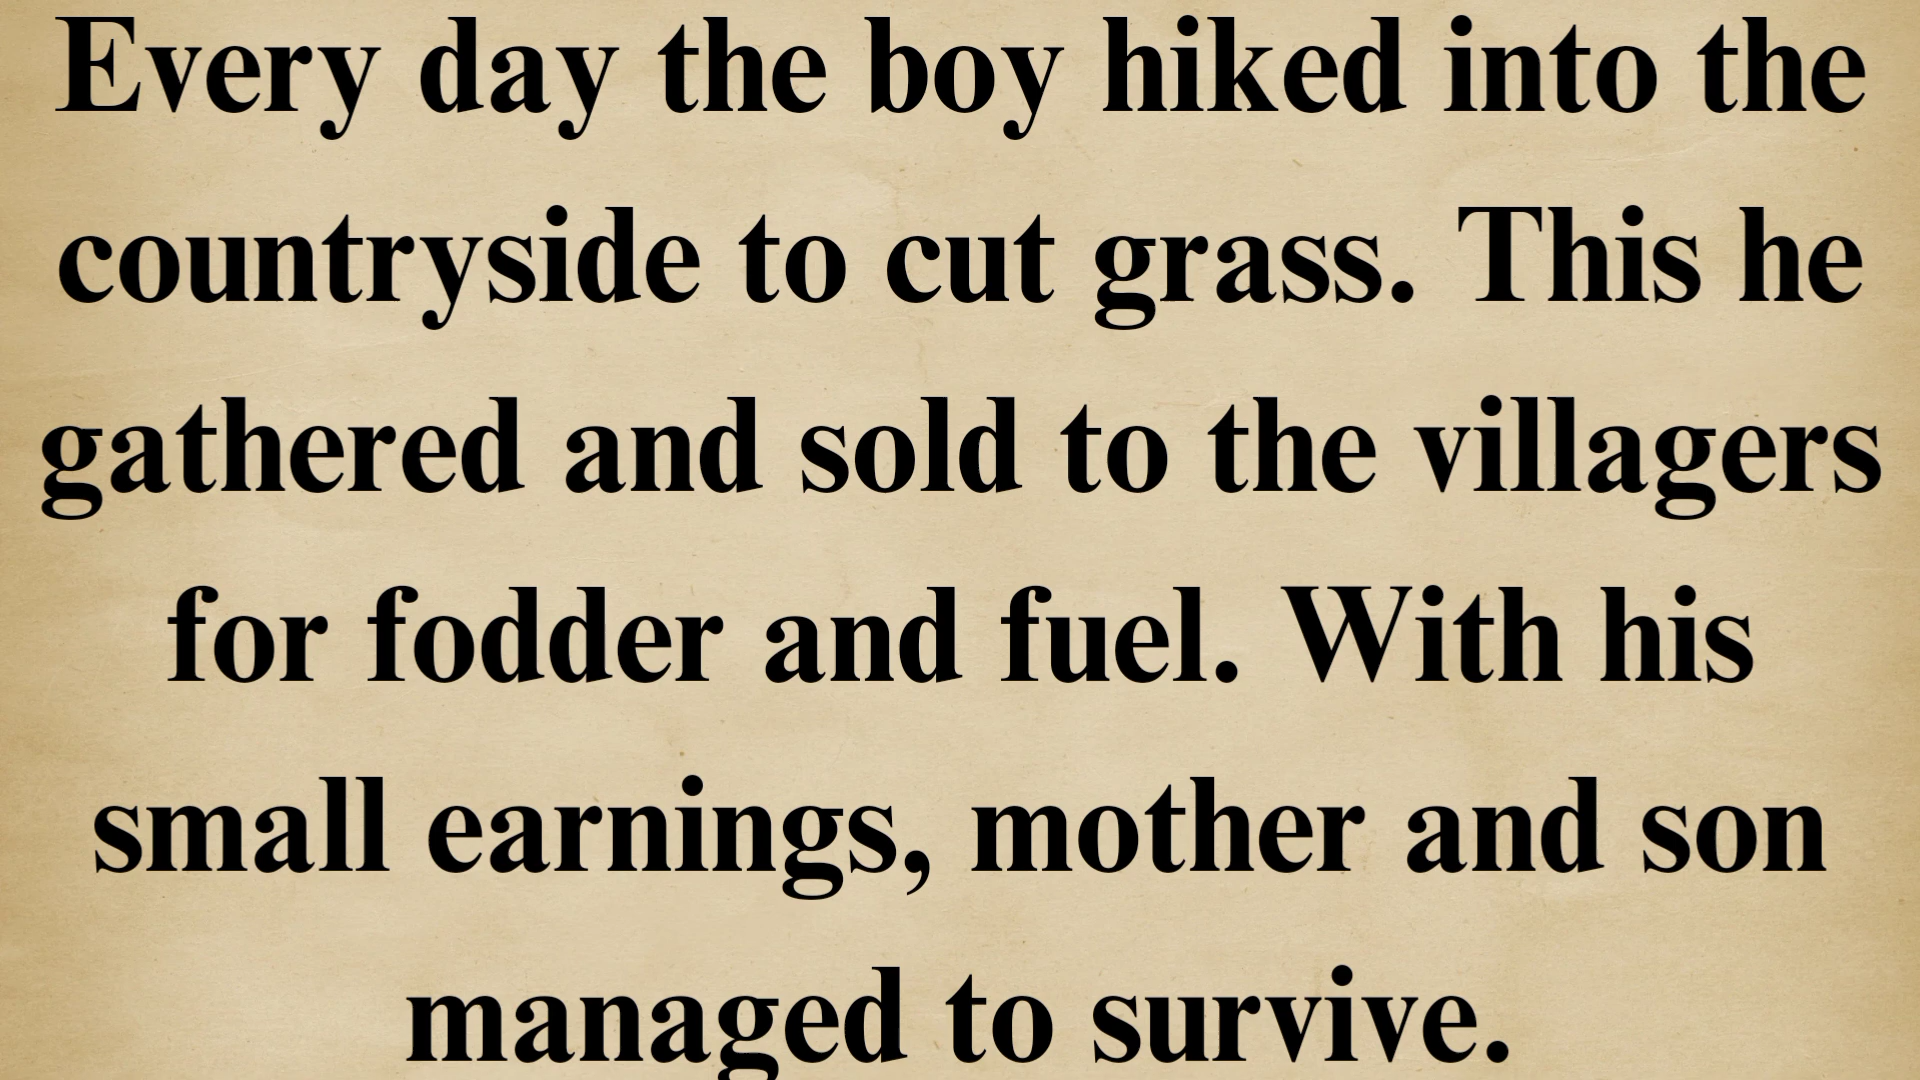 Every day the boy hiked into the
countryside to cut grass. This he
gathered and sold to the villagers
for fodder and fuel. With his
small earnings, mother and son
managed to survive.